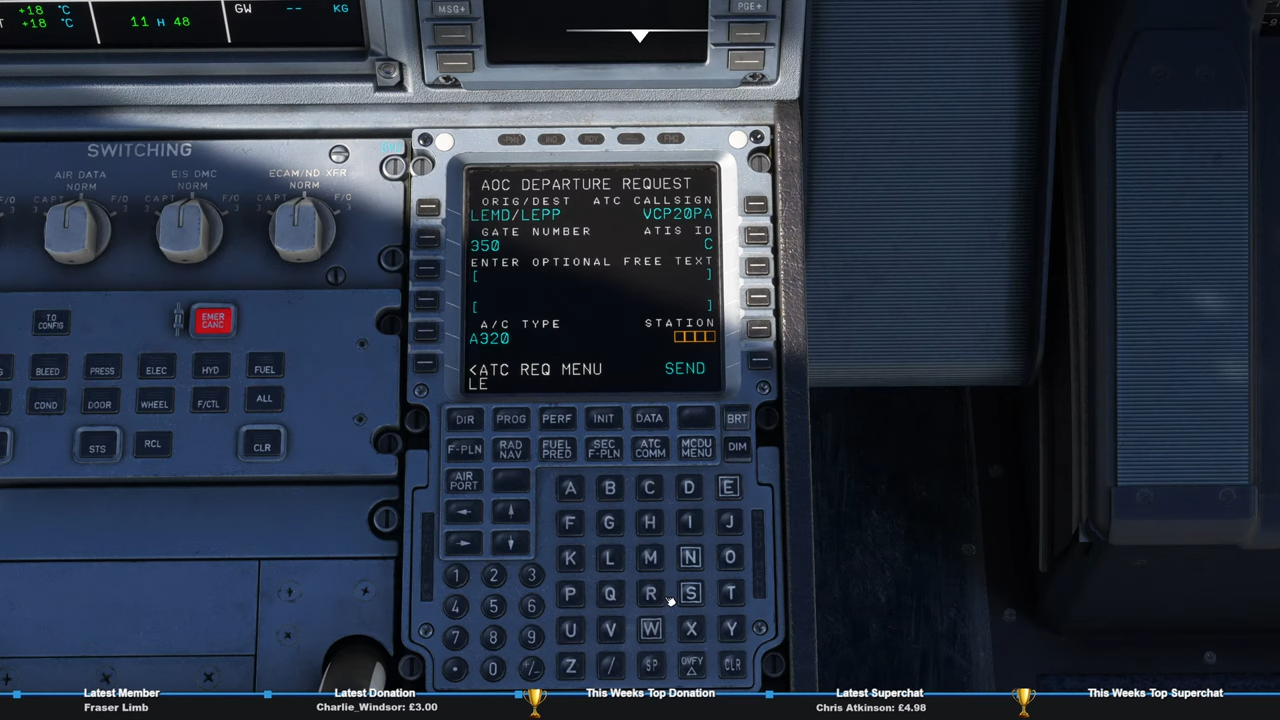 +18 °C
T +18 °C
11 H 48
GW -- KG
MSG+
PGE+
SWITCHING
AIR DATA
NORM
CAPT
F/O
EIS DMC
NORM
CAPT
F/O
ECAM/ND XFR
NORM
CAPT
F/O
TO
CONFIG
EMER
CANC
BLEED
PRESS
ELEC
HYD
FUEL
COND
DOOR
WHEEL
F/CTL
ALL
STS
RCL
CLR
AOC DEPARTURE REQUEST
ORIG/DEST ATC CALLSIGN
LEMD/LEPP VCP20PA
GATE NUMBER ATIS ID
350 C
ENTER OPTIONAL FREE TEXT
[ ]
[ ]
A/C TYPE STATION
A320
<ATC REQ MENU SEND
LE
DIR
PROG
PERF
INIT
DATA
BRT
F-PLN
RAD
NAV
FUEL
PRED
SEC
F-PLN
ATC
COMM
MCDU
MENU
DIM
AIR
PORT
A B C D E
F G H I J
K L M N O
1 2 3
P Q R S T
4 5 6
U V W X Y
7 8 9
Z / SP OVFY CLR
. 0 +/-
Latest Member
Fraser Limb
Latest Donation
Charlie_Windsor: £3.00
This Weeks Top Donation
Latest Superchat
Chris Atkinson: £4.98
This Weeks Top Superchat